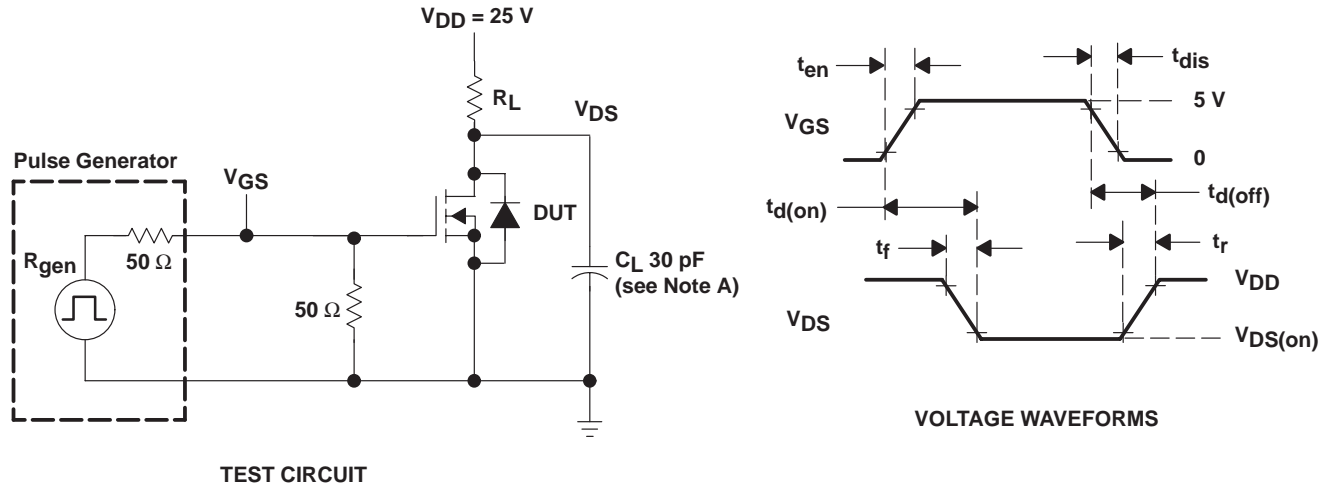 VDD = 25 V
RL
VDS
Pulse Generator
VGS
Rgen
50 Ω
50 Ω
DUT
CL 30 pF
(see Note A)
TEST CIRCUIT
ten
tdis
VGS
5 V
0
td(on)
td(off)
tf
tr
VDS
VDD
VDS(on)
VOLTAGE WAVEFORMS